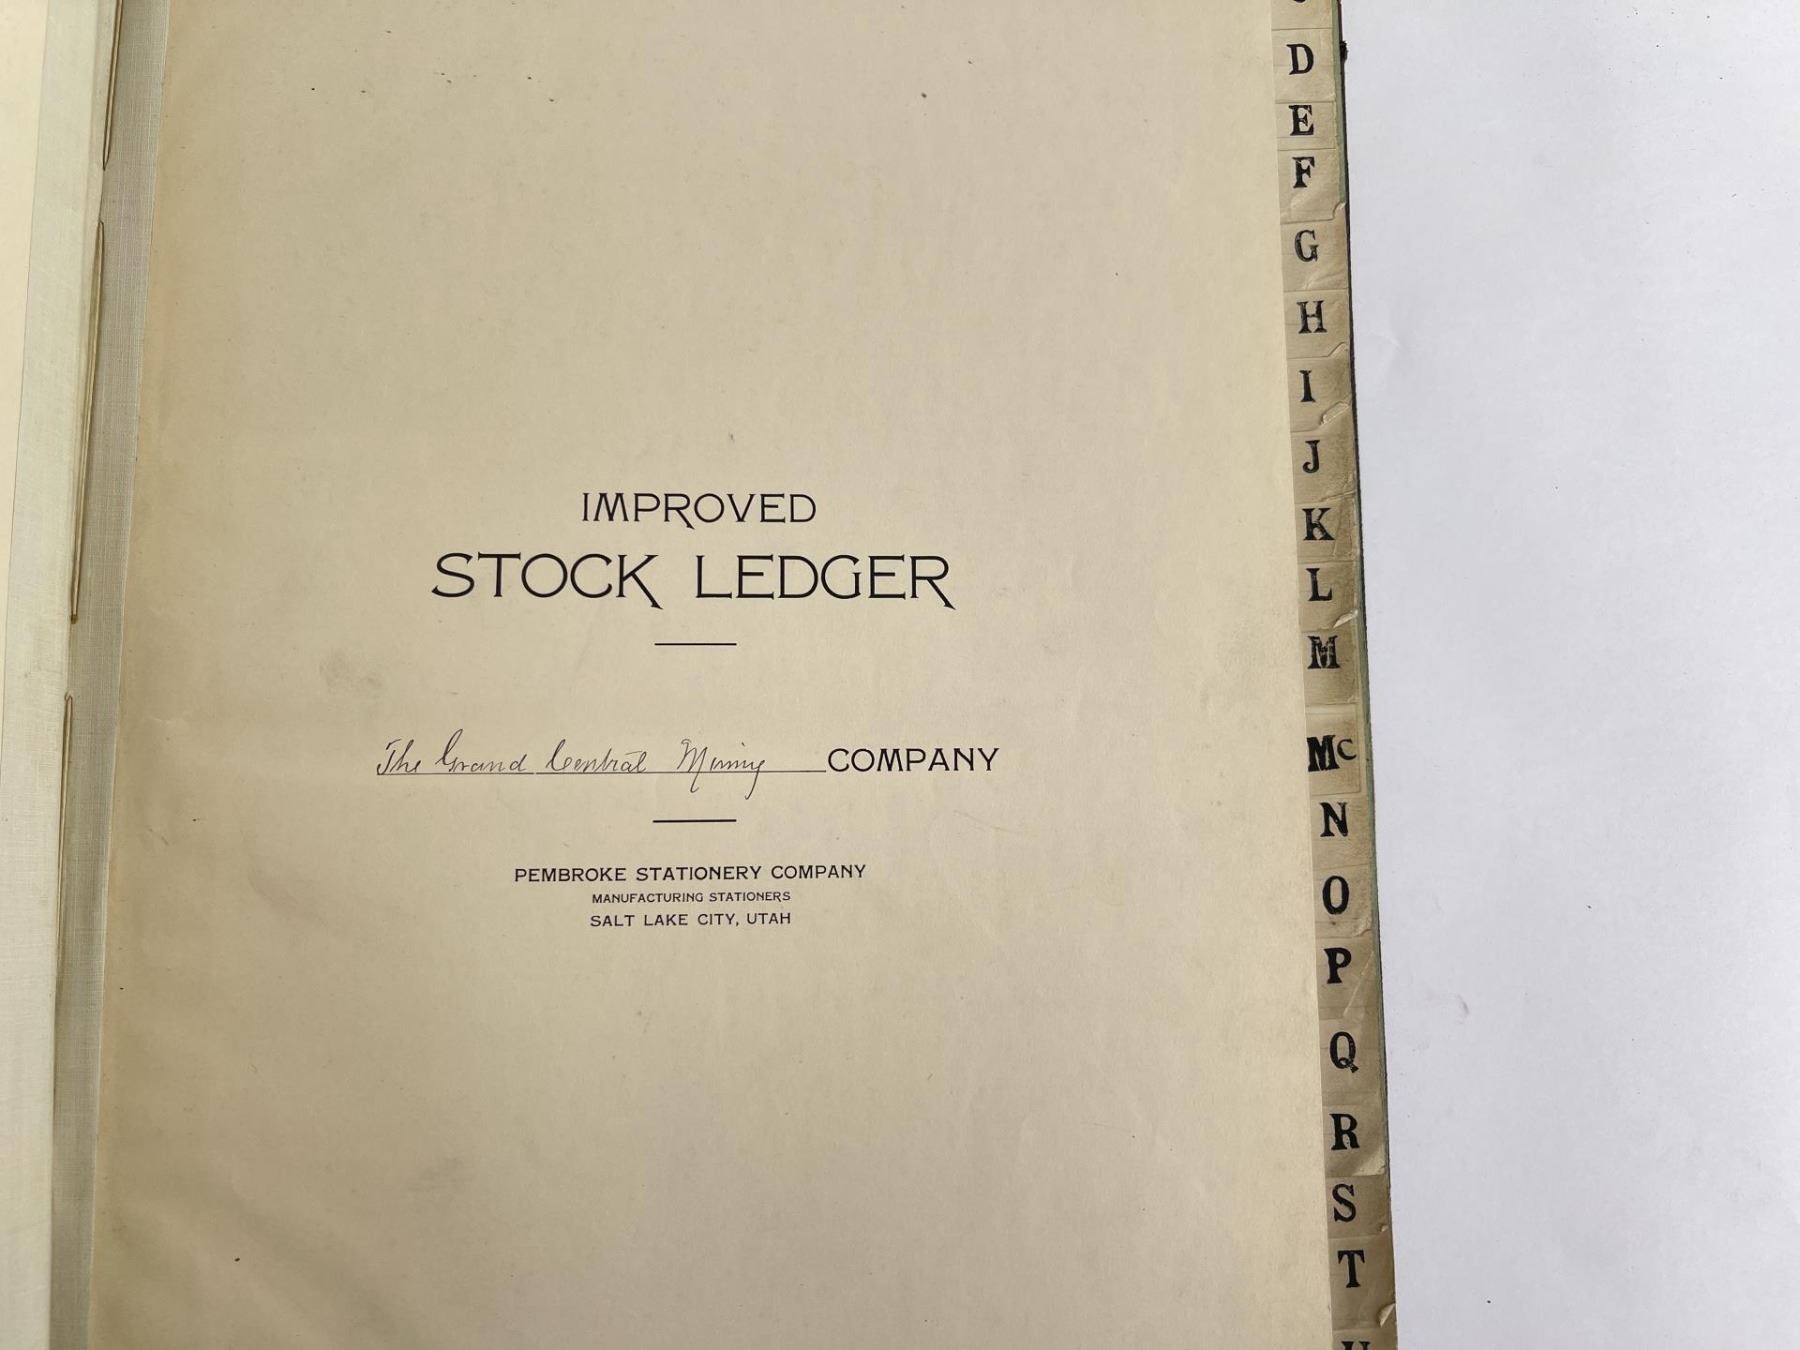 IMPROVED
STOCK LEDGER
The Grand Central Mining COMPANY
PEMBROKE STATIONERY COMPANY
MANUFACTURING STATIONERS
SALT LAKE CITY, UTAH
D
E
F
G
H
I
J
K
L
M
Mc
N
O
P
Q
R
S
T